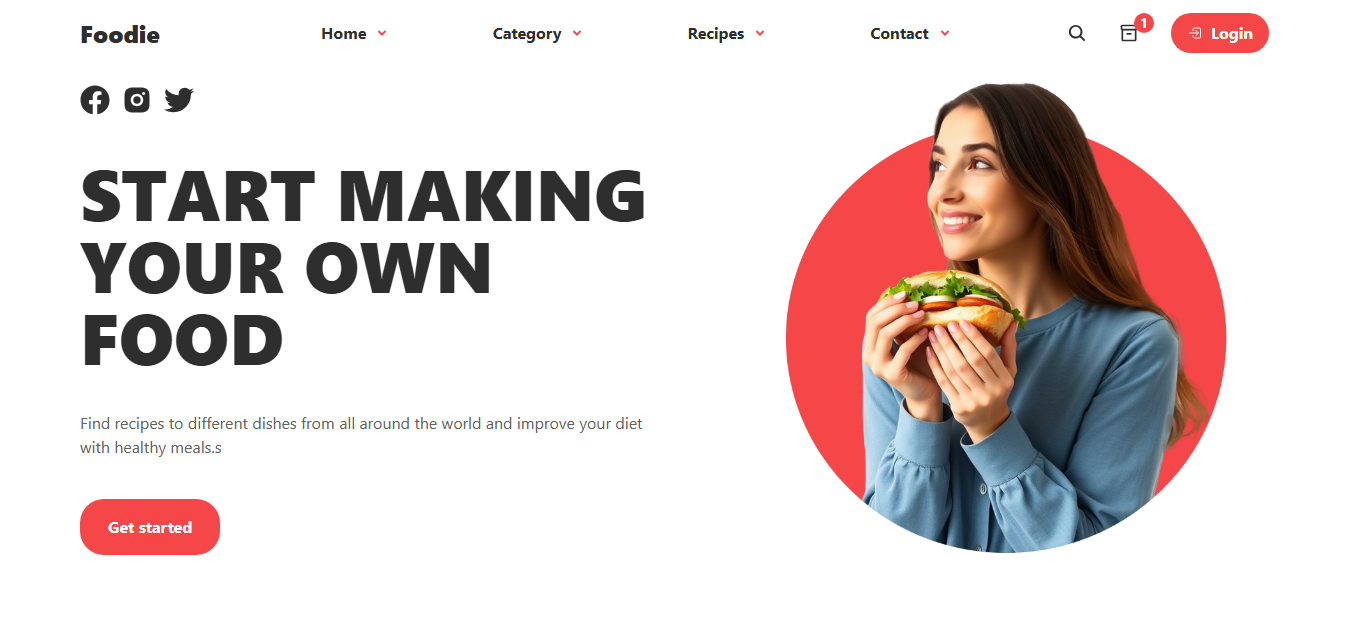 Foodie Home Category Recipes Contact 1 Login
START MAKING
YOUR OWN
FOOD
Find recipes to different dishes from all around the world and improve your diet
with healthy meals.s
Get started